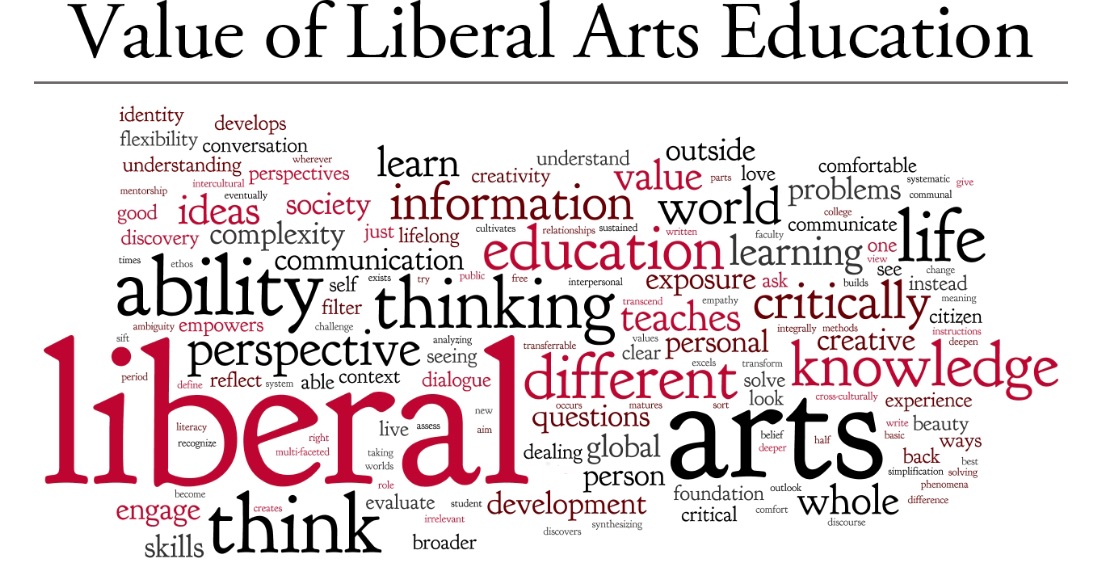 Value of Liberal Arts Education
identity
develops
flexibility
conversation
understanding
wherever
perspectives
learn
creativity
understand
outside
value
parts
love
comfortable
systematic
give
problems
communal
mentorship
intercultural
eventually
good
ideas
society
information
world
college
communicate
life
discovery
complexity
just
lifelong
cultivates
relationships
sustained
written
faculty
education
learning
one
view
times
ethos
communication
see
change
ability
self
exists
try
public
free
interpersonal
exposure
ask
builds
instead
filter
thinking
transcend
empathy
critically
meaning
citizen
ambiguity
empowers
challenge
teaches
integrally
methods
instructions
sift
perspective
analyzing
seeing
transferrable
values
clear
personal
creative
deepen
liberal
period
define
reflect
system
able
context
dialogue
different
excels
transform
solve
knowledge
look
cross-culturally
experience
new
occurs
matures
sort
questions
arts
literacy
recognize
right
multi-faceted
live
assess
aim
taking
worlds
dealing
global
belief
deeper
half
write
basic
beauty
ways
back
best
simplification
solving
phenomena
person
role
become
engage
creates
think
evaluate
student
development
foundation
outlook
whole
difference
irrelevant
synthesizing
discovers
critical
comfort
discourse
skills
broader